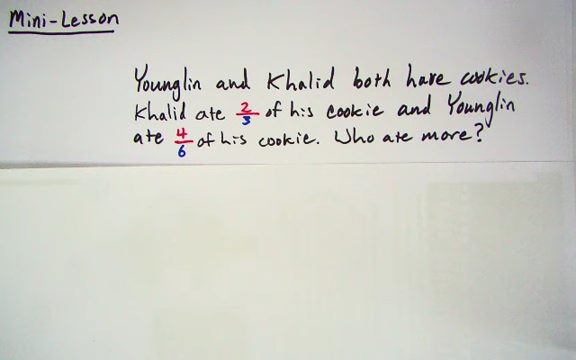 Mini-Lesson
Younglin and Khalid both have cookies.
Khalid ate 2/3 of his cookie and Younglin
ate 4/6 of his cookie. Who ate more?